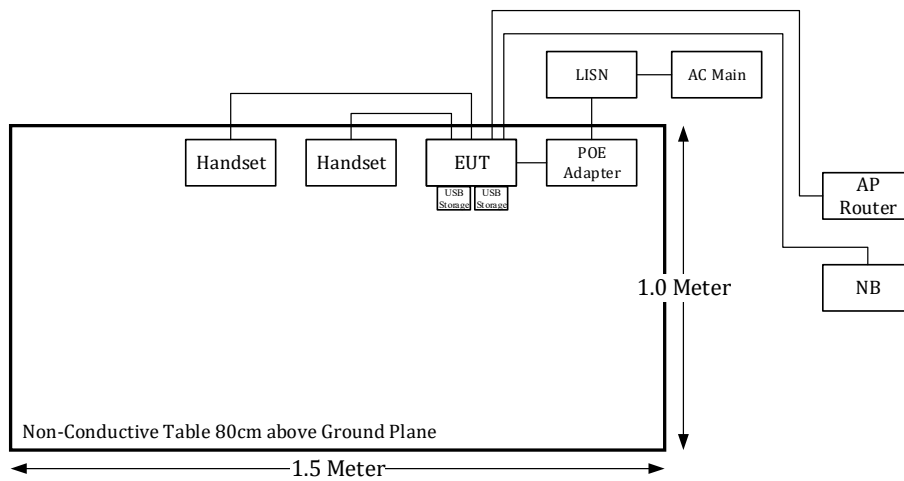 LISN
AC Main
Handset
Handset
EUT
POE
Adapter
USB
Storage
USB
Storage
AP
Router
NB
1.0 Meter
Non-Conductive Table 80cm above Ground Plane
1.5 Meter